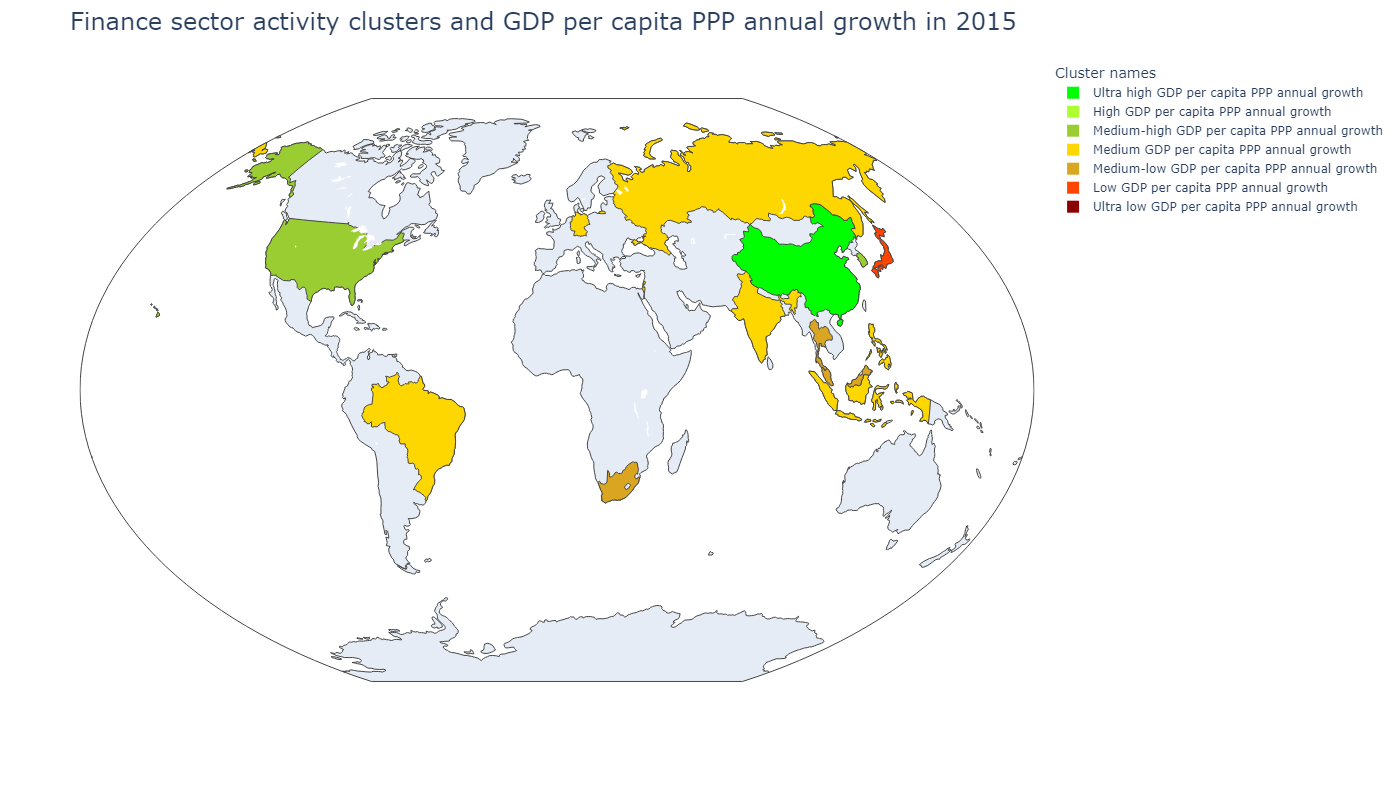 Finance sector activity clusters and GDP per capita PPP annual growth in 2015
Cluster names
Ultra high GDP per capita PPP annual growth
High GDP per capita PPP annual growth
Medium-high GDP per capita PPP annual growth
Medium GDP per capita PPP annual growth
Medium-low GDP per capita PPP annual growth
Low GDP per capita PPP annual growth
Ultra low GDP per capita PPP annual growth